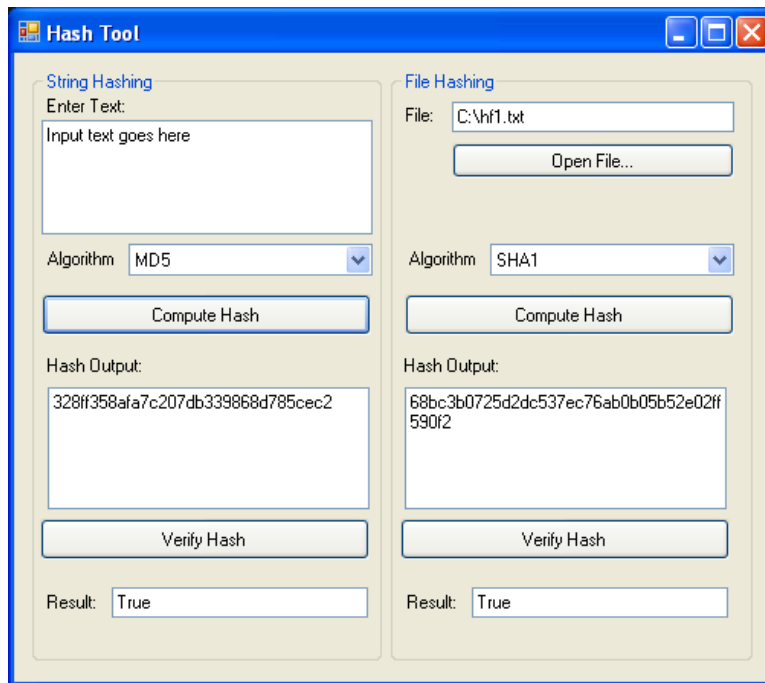 Hash Tool
String Hashing
Enter Text:
Input text goes here
Algorithm MD5
Compute Hash
Hash Output:
328ff358afa7c207db339868d785cec2
Verify Hash
Result: True
File Hashing
File: C:\hf1.txt
Open File...
Algorithm SHA1
Compute Hash
Hash Output:
68bc3b0725d2dc537ec76ab0b05b52e02ff
590f2
Verify Hash
Result: True